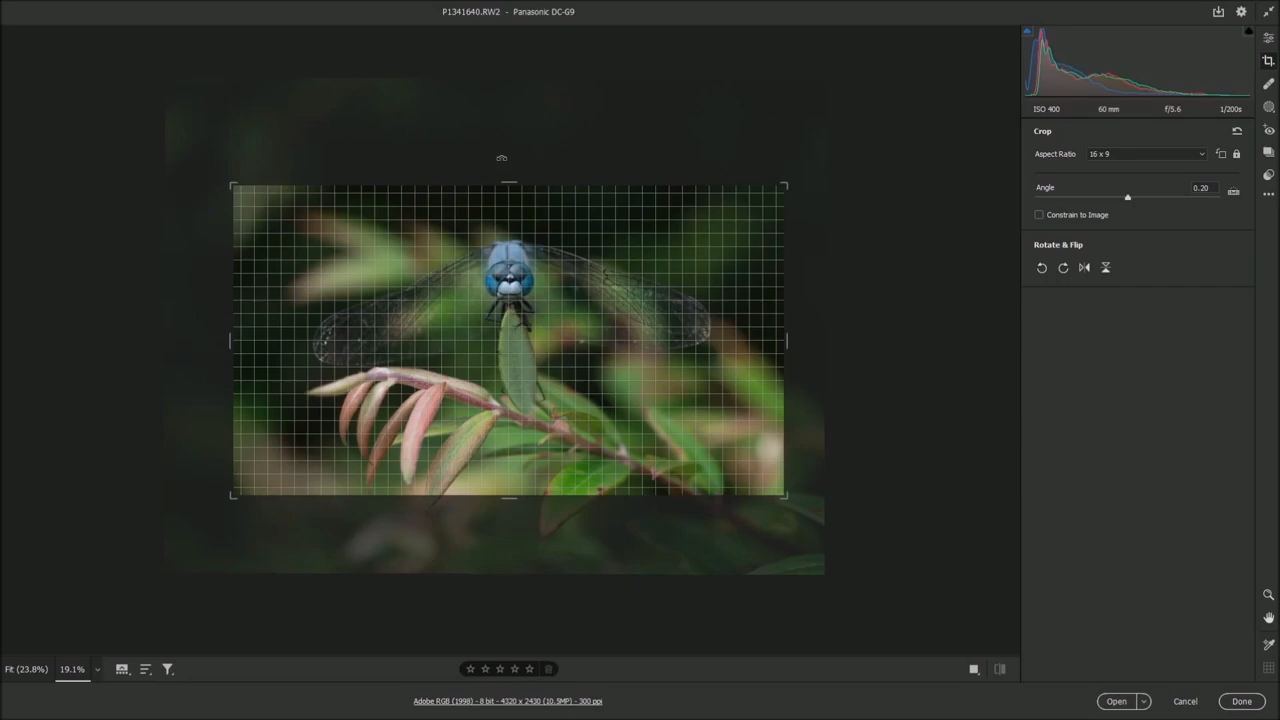 P1341640.RW2 - Panasonic DC-G9
ISO 400 60 mm f/5.6 1/200s
Crop
Aspect Ratio 16 x 9
Angle 0.20
Constrain to Image
Rotate & Flip
Fit (23.8%) 19.1%
Adobe RGB (1998) - 8 bit - 4320 x 2430 (10.5MP) - 300 ppi
Open Cancel Done